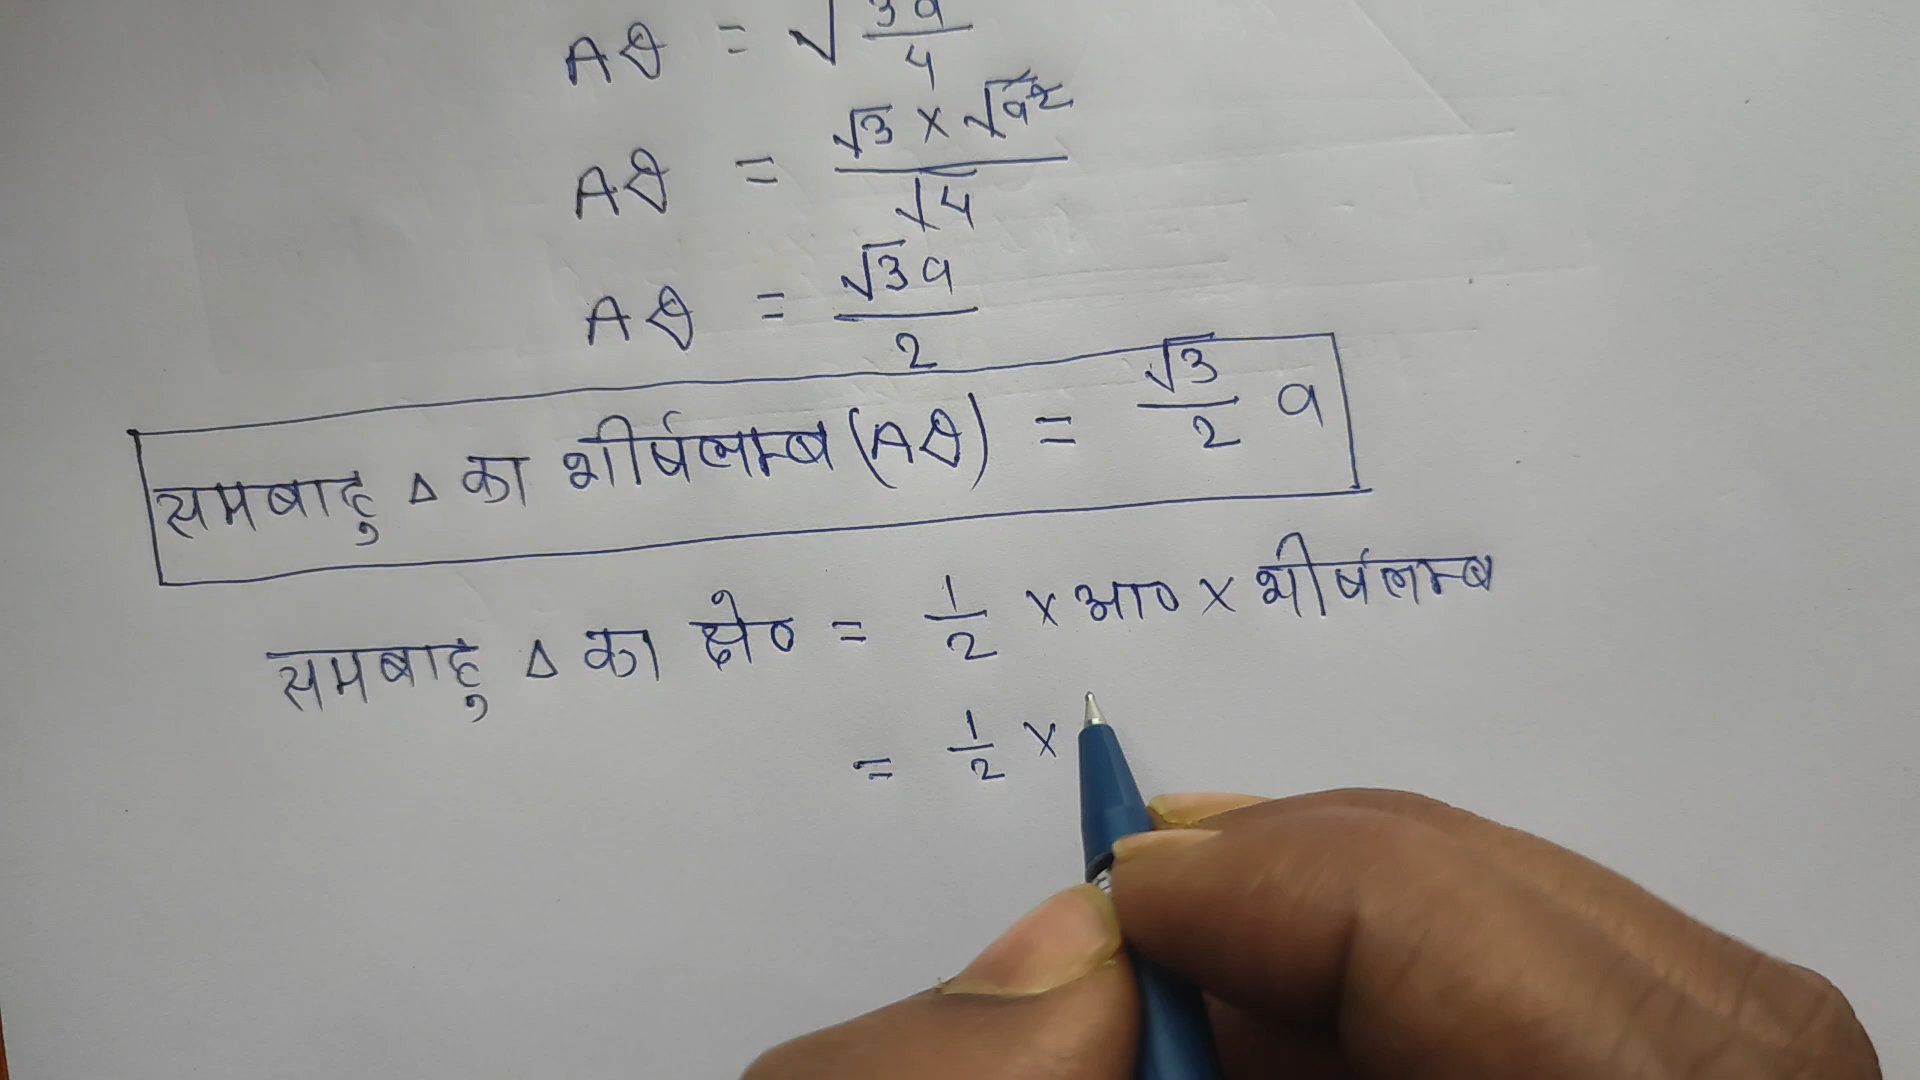 AD = √3a/4
AD = √3 × √a² / √4
AD = √3a / 2
समबाहु Δ का शीर्षलम्ब (AD) = √3/2 a
समबाहु Δ का क्षे० = 1/2 × आ० × शीर्षलम्ब
= 1/2 ×